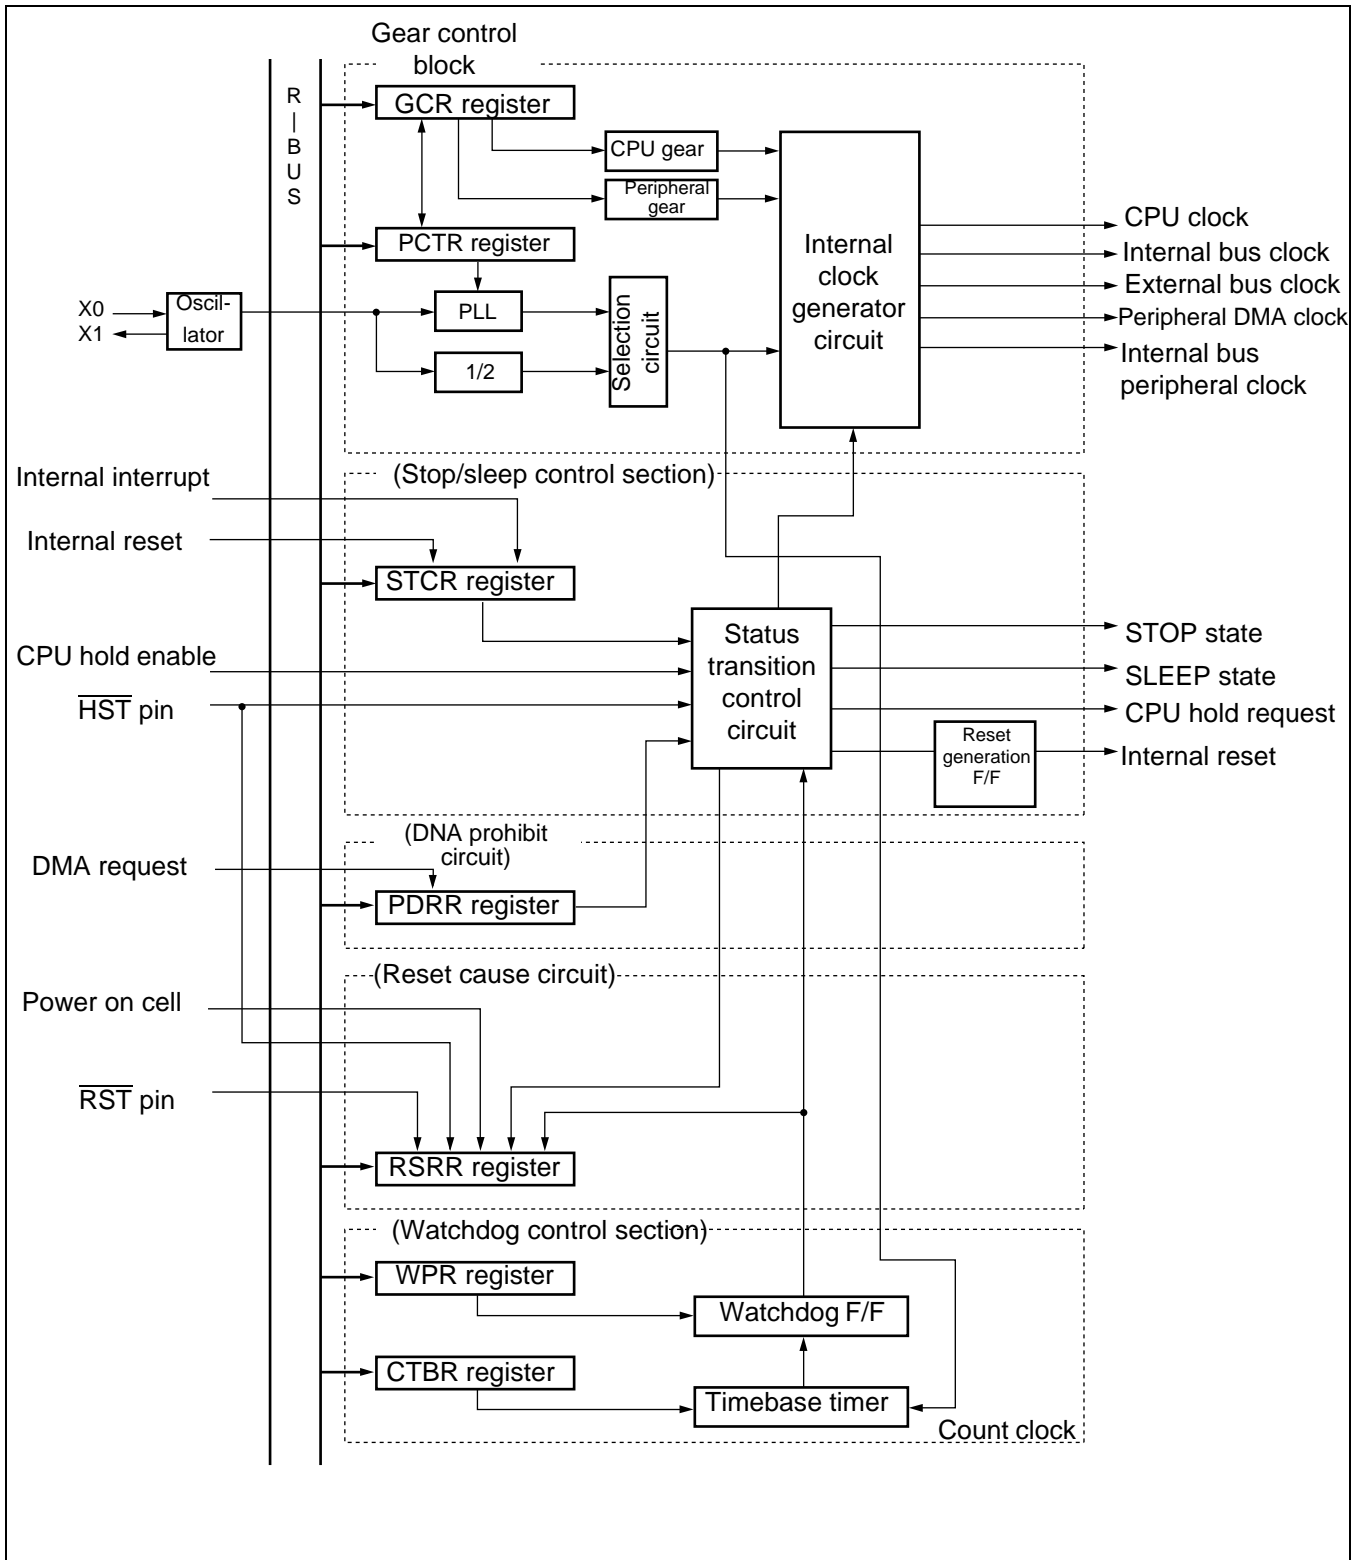 Gear control
block
R
|
B
U
S
GCR register
CPU gear
Peripheral
gear
PCTR register
X0
X1
Oscil-
lator
PLL
1/2
Selection
circuit
Internal
clock
generator
circuit
CPU clock
Internal bus clock
External bus clock
Peripheral DMA clock
Internal bus
peripheral clock
(Stop/sleep control section)
Internal interrupt
Internal reset
STCR register
CPU hold enable
HST pin
Status
transition
control
circuit
STOP state
SLEEP state
CPU hold request
Reset
generation
F/F
Internal reset
(DNA prohibit
circuit)
DMA request
PDRR register
(Reset cause circuit)
Power on cell
RST pin
RSRR register
(Watchdog control section)
WPR register
Watchdog F/F
CTBR register
Timebase timer
Count clock